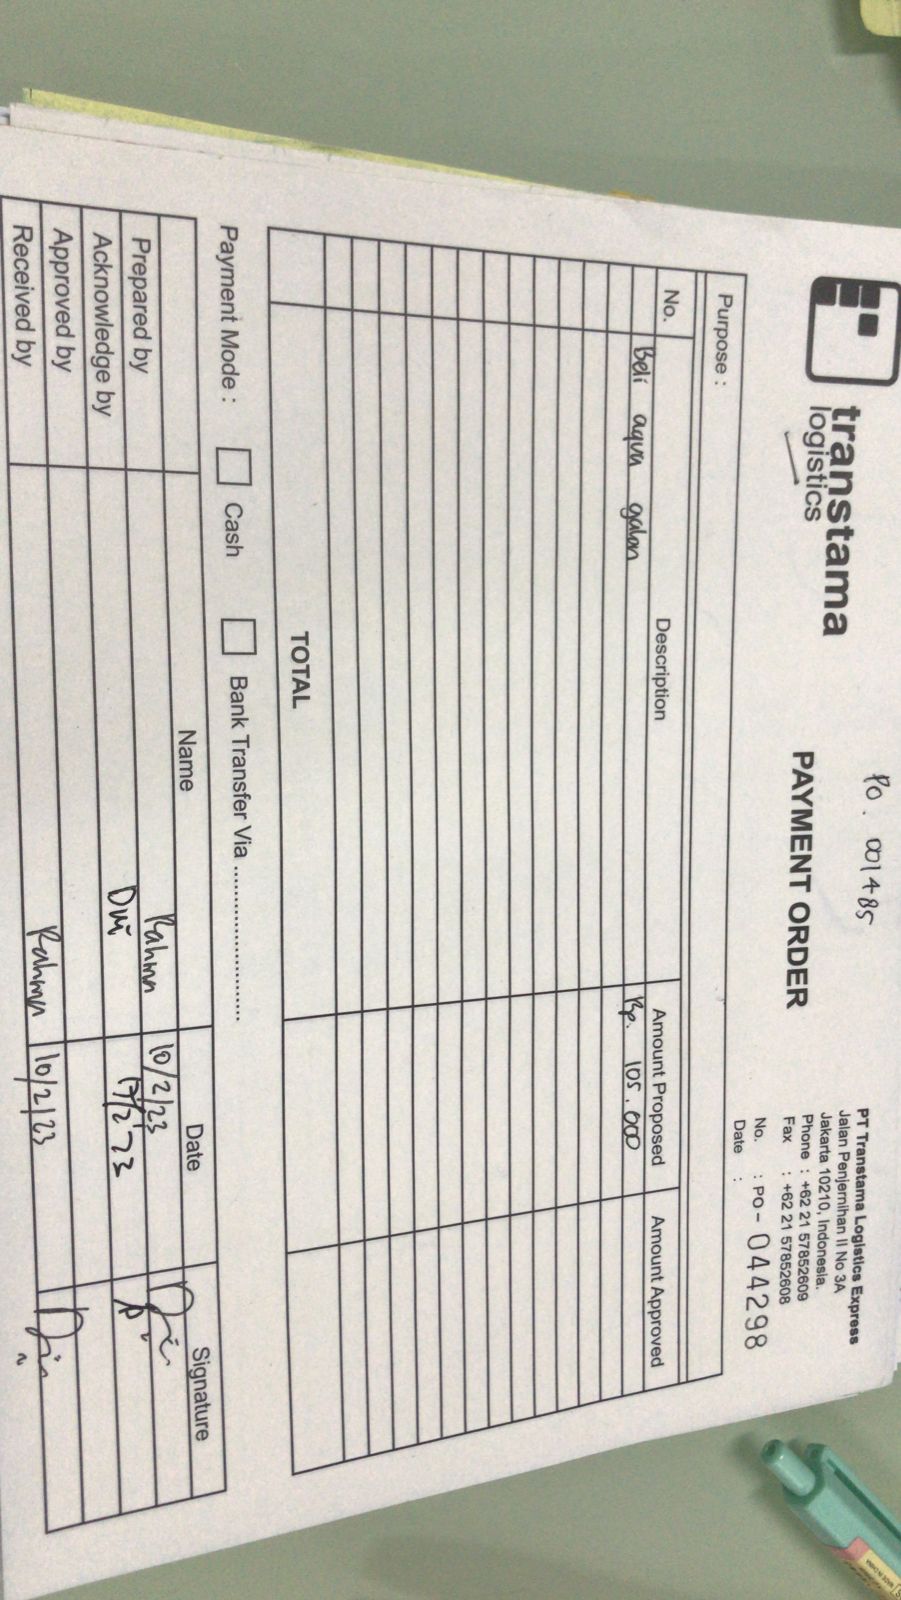 PO. 001485
transtama
logistics
PAYMENT ORDER
PT Transtama Logistics Express
Jalan Penjernihan II No 3A
Jakarta 10210, Indonesia.
Phone : +62 21 57852609
Fax : +62 21 57852608
No. : PO - 044298
Date :
Purpose :
No. Description Amount Proposed Amount Approved
Beli aqua galon Rp. 105.000
TOTAL
Payment Mode : Cash Bank Transfer Via ........................
Name Date Signature
Prepared by Rahma 10/2/23
Acknowledge by Dwi 17/2'23
Approved by
Received by Rahma 10/2/23